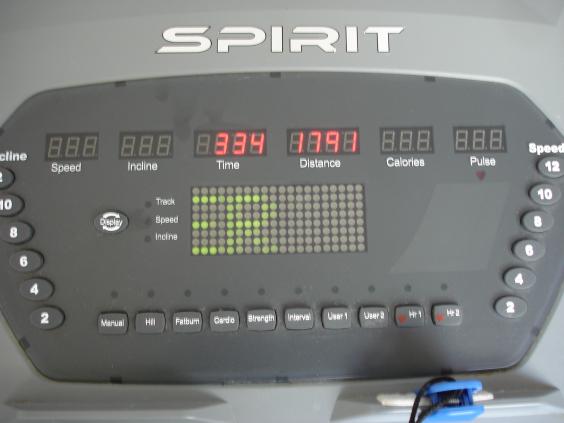 SPIRIT
Speed Incline Time Distance Calories Pulse
334 1791
Track
Speed
Incline
Display
cline
10
8
6
4
2
Speed
12
10
8
6
4
2
Manual Hill Fatburn Cardio Strength Interval User 1 User 2 Hr 1 Hr 2